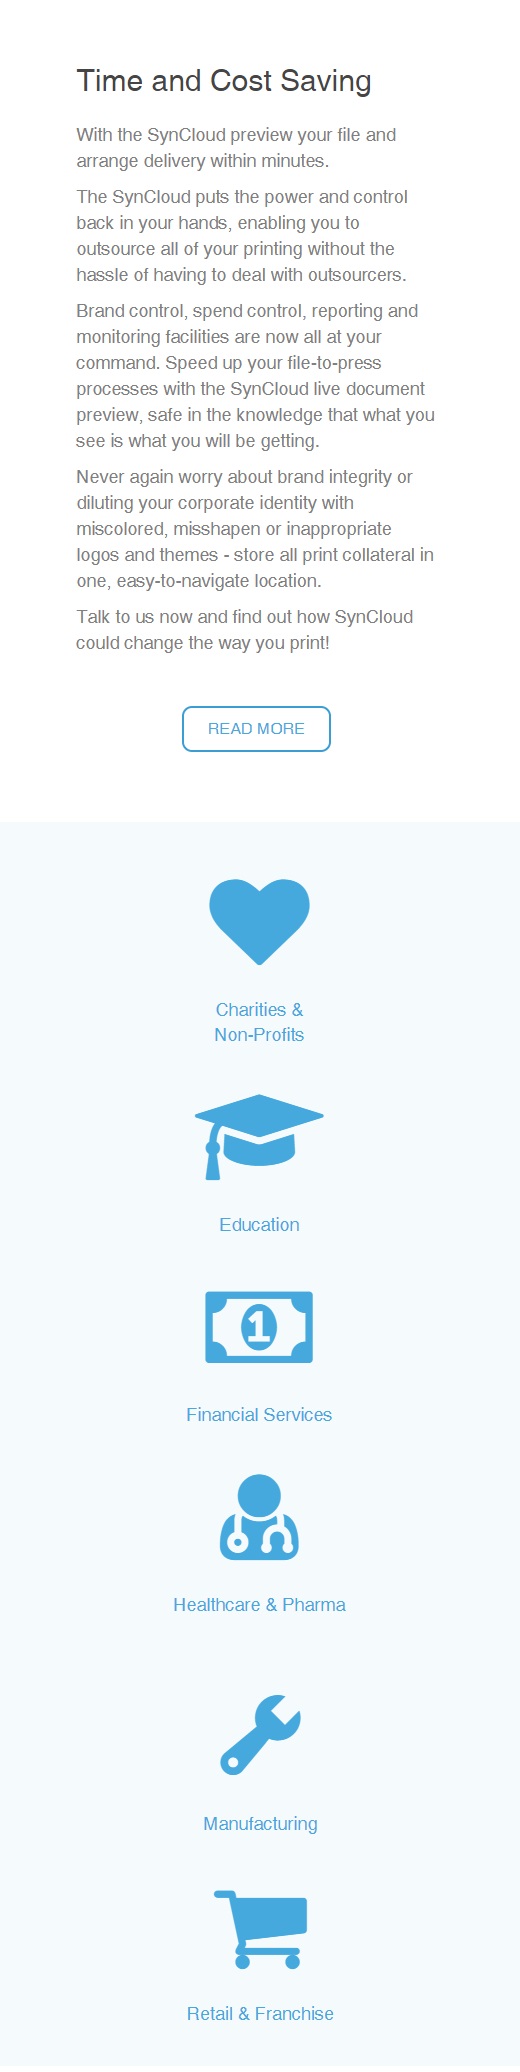 Time and Cost Saving
With the SynCloud preview your file and
arrange delivery within minutes.
The SynCloud puts the power and control
back in your hands, enabling you to
outsource all of your printing without the
hassle of having to deal with outsourcers.
Brand control, spend control, reporting and
monitoring facilities are now all at your
command. Speed up your file-to-press
processes with the SynCloud live document
preview, safe in the knowledge that what you
see is what you will be getting.
Never again worry about brand integrity or
diluting your corporate identity with
miscolored, misshapen or inappropriate
logos and themes - store all print collateral in
one, easy-to-navigate location.
Talk to us now and find out how SynCloud
could change the way you print!
READ MORE
Charities &
Non-Profits
Education
1
Financial Services
Healthcare & Pharma
Manufacturing
Retail & Franchise